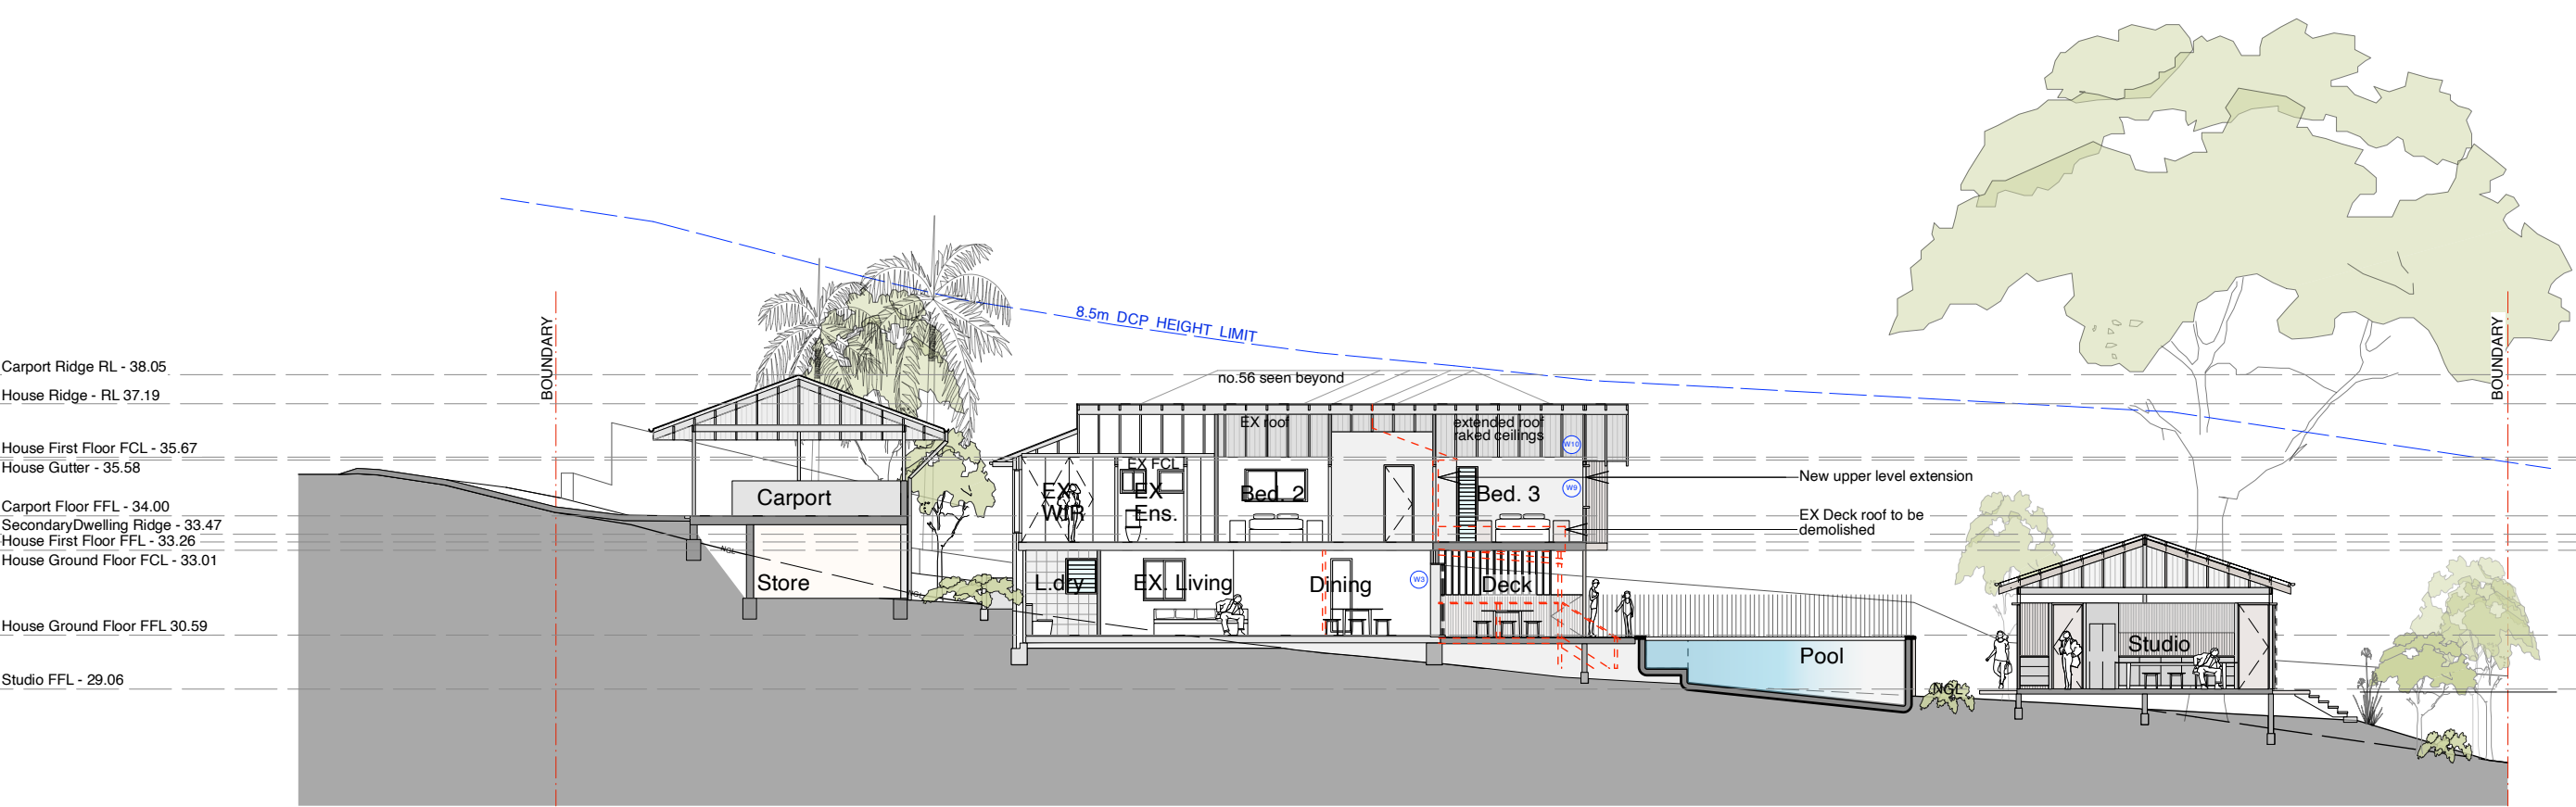 Carport Ridge RL - 38.05
House Ridge - RL 37.19
House First Floor FCL - 35.67
House Gutter - 35.58
Carport Floor FFL - 34.00
SecondaryDwelling Ridge - 33.47
House First Floor FFL - 33.26
House Ground Floor FCL - 33.01
House Ground Floor FFL 30.59
Studio FFL - 29.06
BOUNDARY
8.5m DCP HEIGHT LIMIT
no.56 seen beyond
EX roof
extended roof
raked ceilings
W10
EX FCL
EX
WIR
EX
Ens.
Bed. 2
Bed. 3
W9
New upper level extension
EX Deck roof to be
demolished
Carport
Store
NGL
NGL
L.dry
EX. Living
Dining
W3
Deck
Pool
NGL
Studio
BOUNDARY